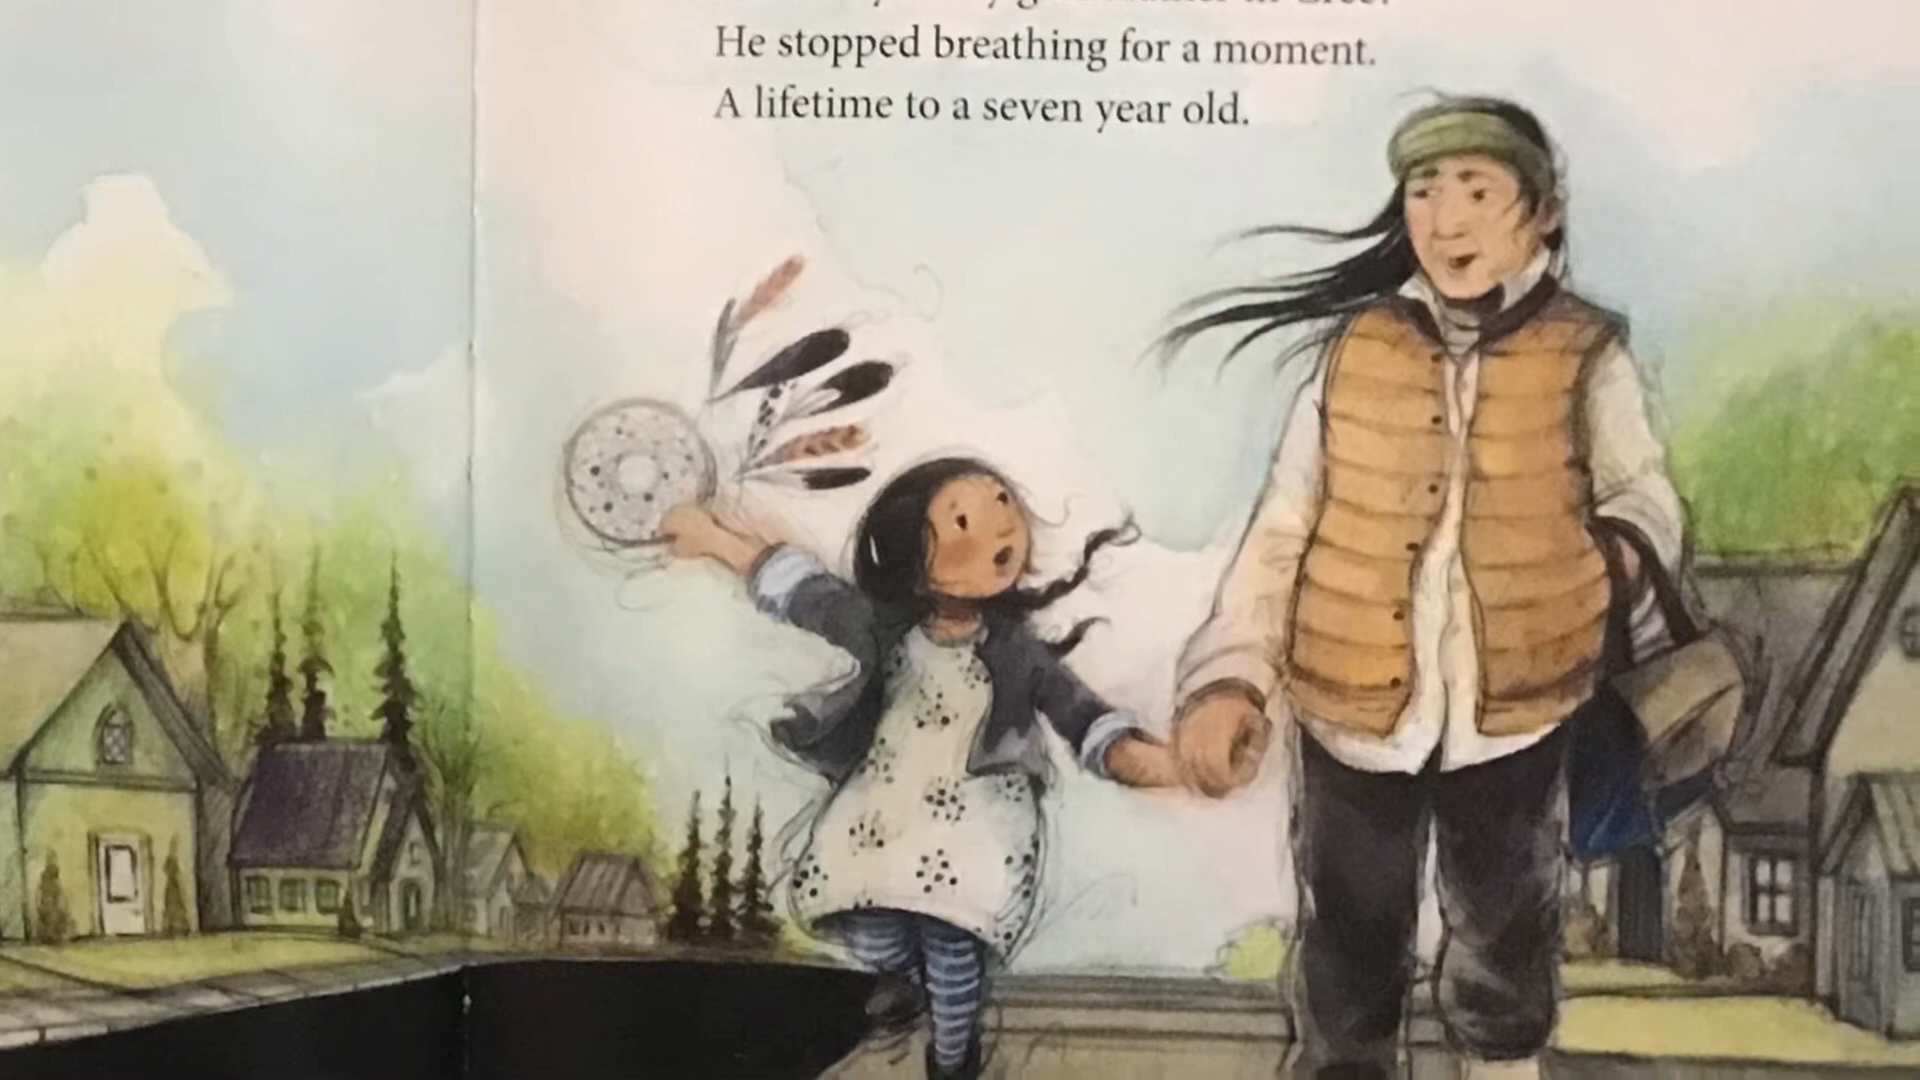 He stopped breathing for a moment.
A lifetime to a seven year old.